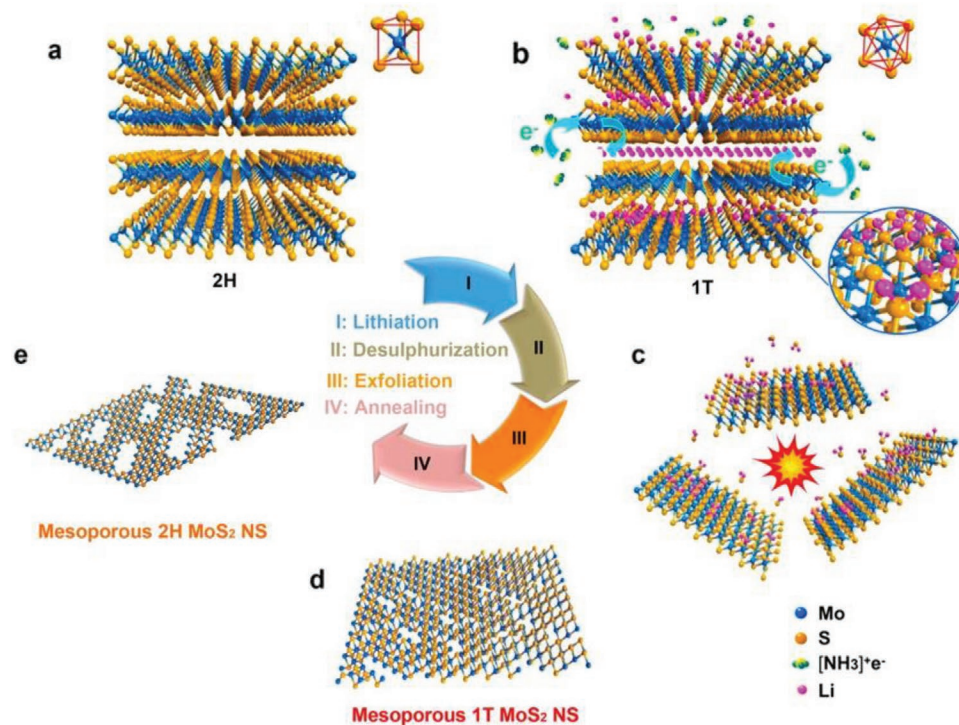 a
b
e⁻
e⁻
2H
1T
I
I: Lithiation
II: Desulphurization
II
III: Exfoliation
IV: Annealing
III
IV
e
c
Mesoporous 2H MoS₂ NS
d
Mo
S
[NH₃]⁺e⁻
Li
Mesoporous 1T MoS₂ NS